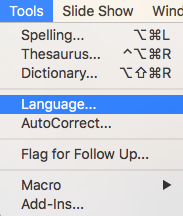 Tools Slide Show Wind
Spelling... ⌥⌘L
Thesaurus... ^⌥⌘R
Dictionary... ⌥⇧⌘R
Language...
AutoCorrect...
Flag for Follow Up...
Macro ▶
Add-Ins...